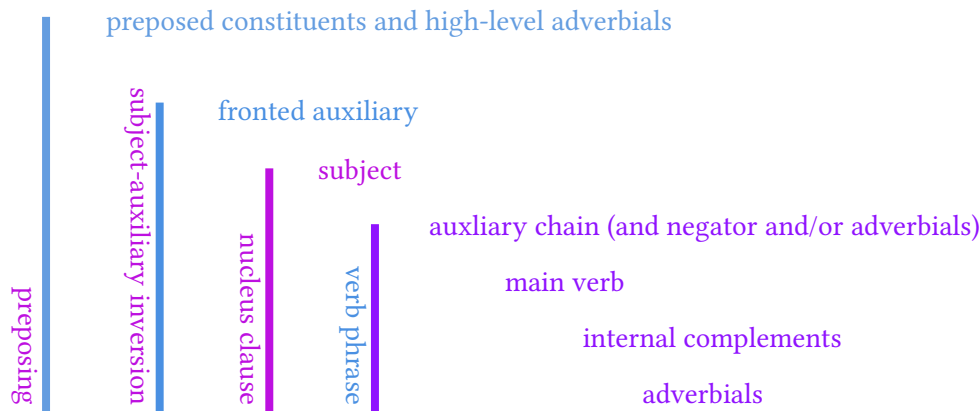 preposed constituents and high-level adverbials
fronted auxiliary
subject
auxliary chain (and negator and/or adverbials)
main verb
internal complements
adverbials
preposing
subject-auxiliary inversion
nucleus clause
verb phrase